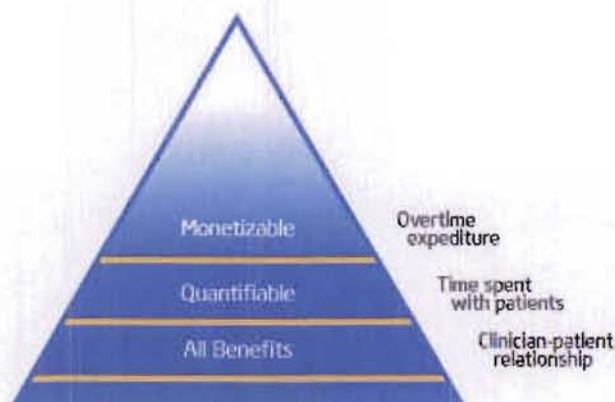 Monetizable
Overtime
expediture
Quantifiable
Time spent
with patients
All Benefits
Clinician-patient
relationship